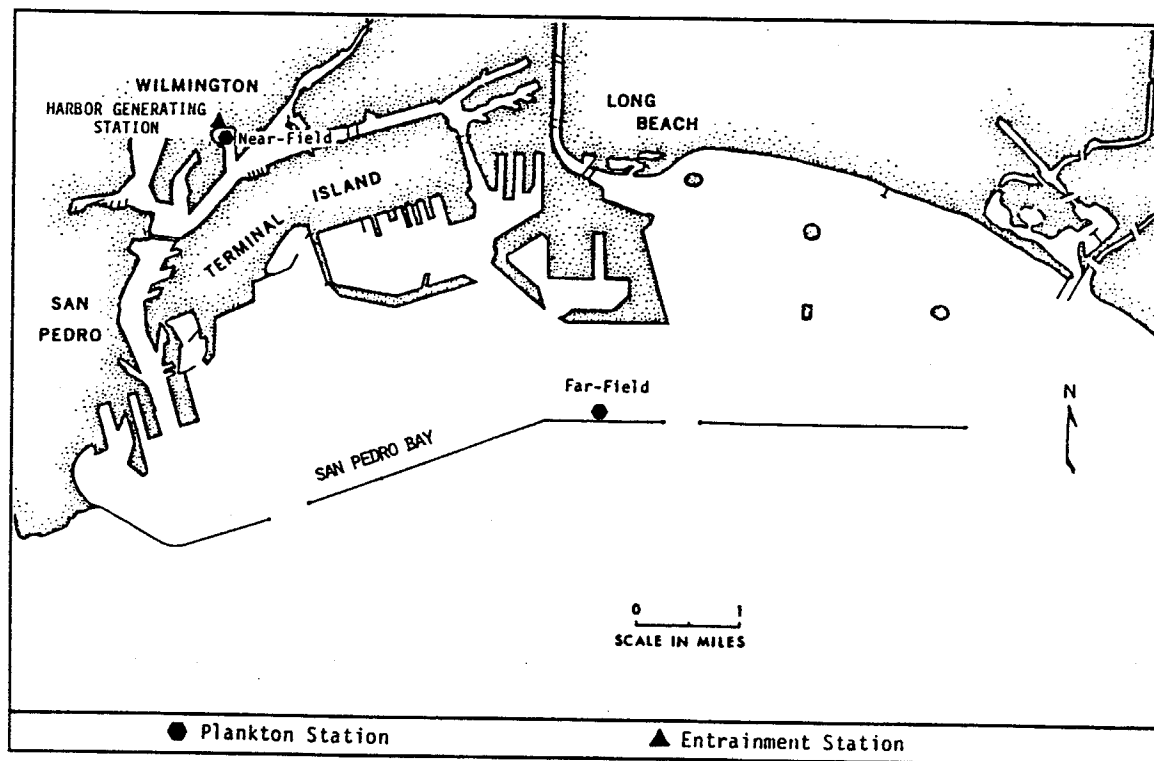 WILMINGTON
HARBOR GENERATING
STATION
Near-Field
LONG
BEACH
TERMINAL ISLAND
SAN
PEDRO
Far-Field
N
SAN PEDRO BAY
0 1
SCALE IN MILES
Plankton Station
Entrainment Station